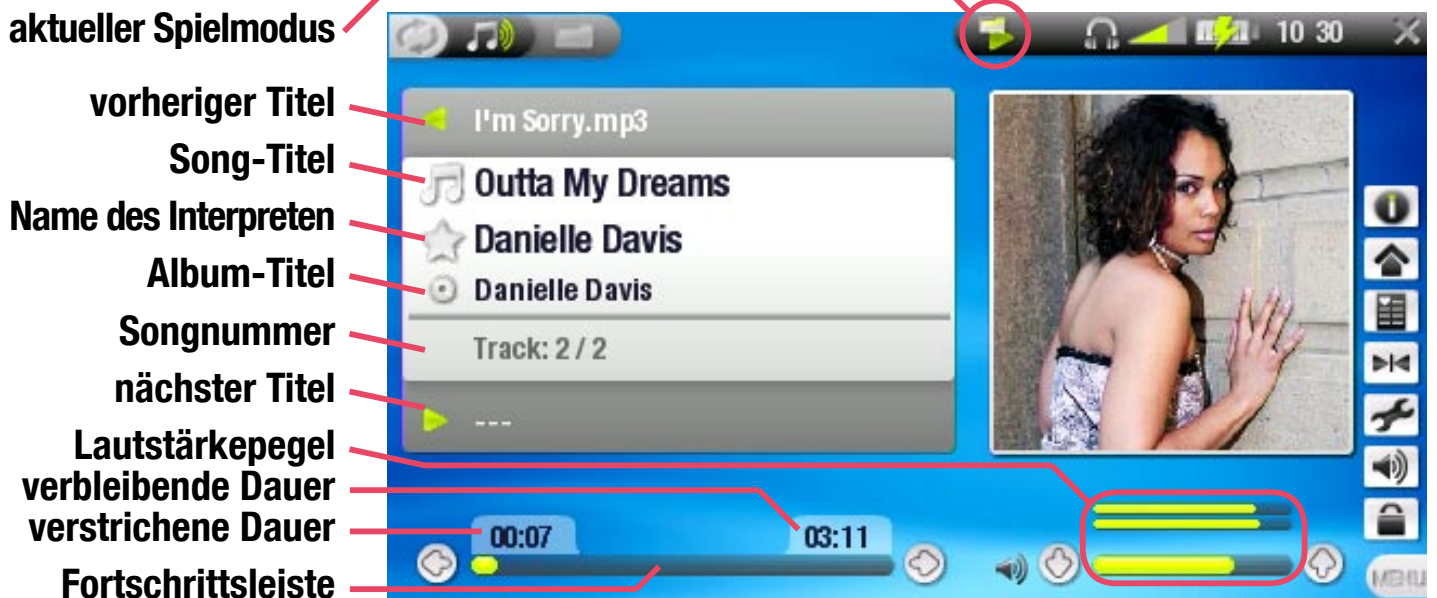 aktueller Spielmodus
10 30
vorheriger Titel
I'm Sorry.mp3
Song-Titel
Outta My Dreams
Name des Interpreten
Danielle Davis
Album-Titel
Danielle Davis
Songnummer
Track: 2 / 2
nächster Titel
---
Lautstärkepegel
verbleibende Dauer
verstrichene Dauer
00:07
03:11
Fortschrittsleiste
MENU